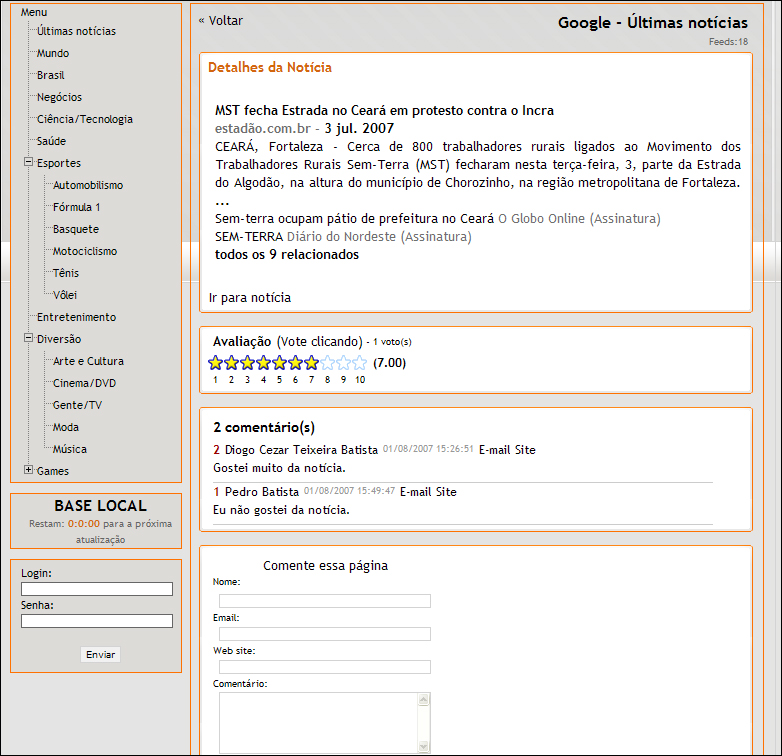 Menu
Últimas notícias
Mundo
Brasil
Negócios
Ciência/Tecnologia
Saúde
Esportes
Automobilismo
Fórmula 1
Basquete
Motociclismo
Tênis
Vôlei
Entretenimento
Diversão
Arte e Cultura
Cinema/DVD
Gente/TV
Moda
Música
Games
BASE LOCAL
Restam: 0:0:00 para a próxima
atualização
Login:
Senha:
Enviar
« Voltar
Google - Últimas notícias
Feeds:18
Detalhes da Notícia
MST fecha Estrada no Ceará em protesto contra o Incra
estadão.com.br - 3 jul. 2007
CEARÁ, Fortaleza - Cerca de 800 trabalhadores rurais ligados ao Movimento dos
Trabalhadores Rurais Sem-Terra (MST) fecharam nesta terça-feira, 3, parte da Estrada
do Algodão, na altura do município de Chorozinho, na região metropolitana de Fortaleza.
...
Sem-terra ocupam pátio de prefeitura no Ceará O Globo Online (Assinatura)
SEM-TERRA Diário do Nordeste (Assinatura)
todos os 9 relacionados
Ir para notícia
Avaliação (Vote clicando) - 1 voto(s)
(7.00)
1 2 3 4 5 6 7 8 9 10
2 comentário(s)
2 Diogo Cezar Teixeira Batista 01/08/2007 15:26:51 E-mail Site
Gostei muito da notícia.
1 Pedro Batista 01/08/2007 15:49:47 E-mail Site
Eu não gostei da notícia.
Comente essa página
Nome:
Email:
Web site:
Comentário: